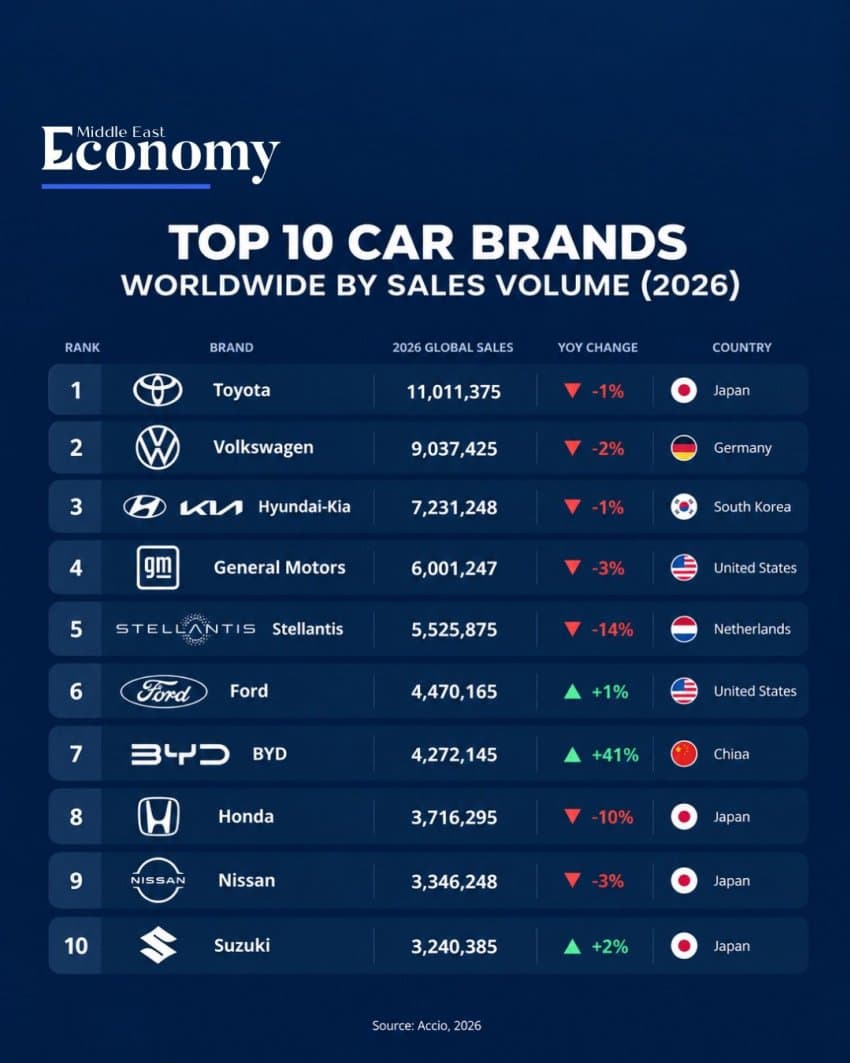 Middle East
Economy
TOP 10 CAR BRANDS
WORLDWIDE BY SALES VOLUME (2026)
RANK BRAND 2026 GLOBAL SALES YOY CHANGE COUNTRY
1 Toyota 11,011,375 ▼ -1% Japan
2 Volkswagen 9,037,425 ▼ -2% Germany
3 KIA Hyundai-Kia 7,231,248 ▼ -1% South Korea
4 gm General Motors 6,001,247 ▼ -3% United States
5 STELLANTIS Stellantis 5,525,875 ▼ -14% Netherlands
6 Ford Ford 4,470,165 ▲ +1% United States
7 BYD BYD 4,272,145 ▲ +41% China
8 Honda 3,716,295 ▼ -10% Japan
9 NISSAN Nissan 3,346,248 ▼ -3% Japan
10 Suzuki 3,240,385 ▲ +2% Japan
Source: Accio, 2026